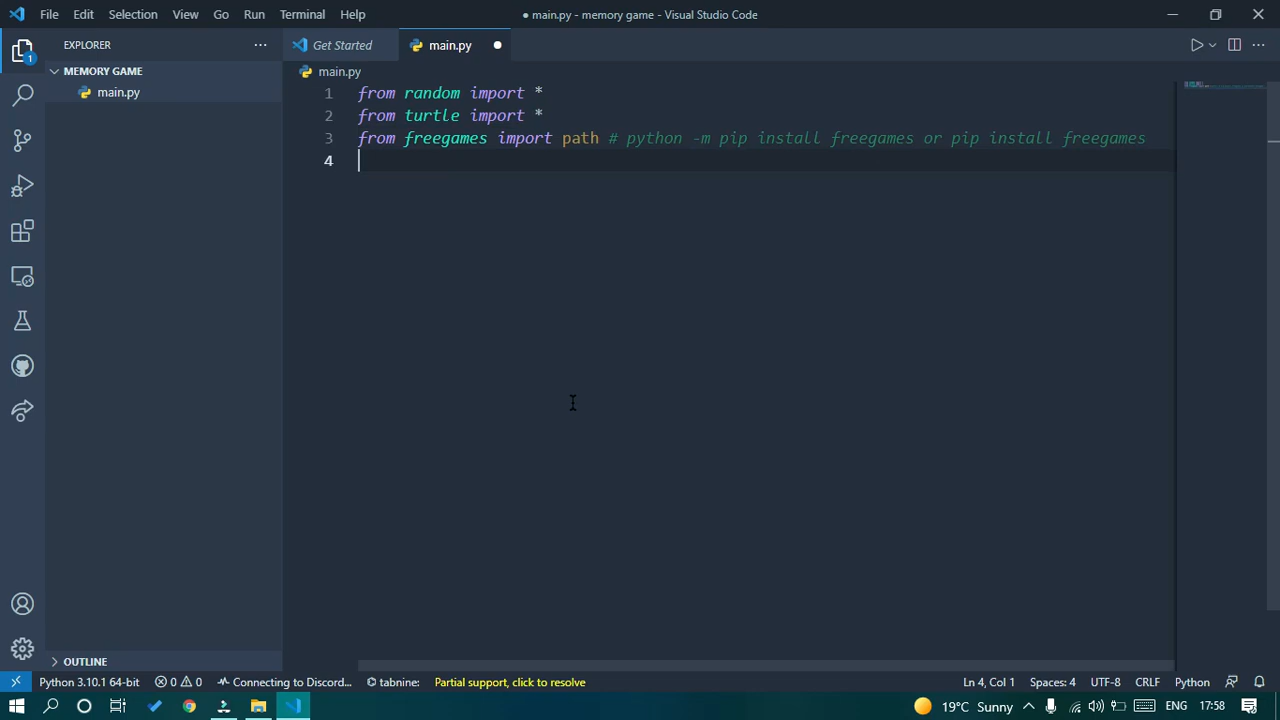 File Edit Selection View Go Run Terminal Help
● main.py - memory game - Visual Studio Code
EXPLORER
Get Started
main.py
MEMORY GAME
main.py
main.py
1 from random import *
2 from turtle import *
3 from freegames import path # python -m pip install freegames or pip install freegames
4
1
OUTLINE
Python 3.10.1 64-bit 0 0 Connecting to Discord... tabnine: Partial support, click to resolve Ln 4, Col 1 Spaces: 4 UTF-8 CRLF Python
19°C Sunny ENG 17:58